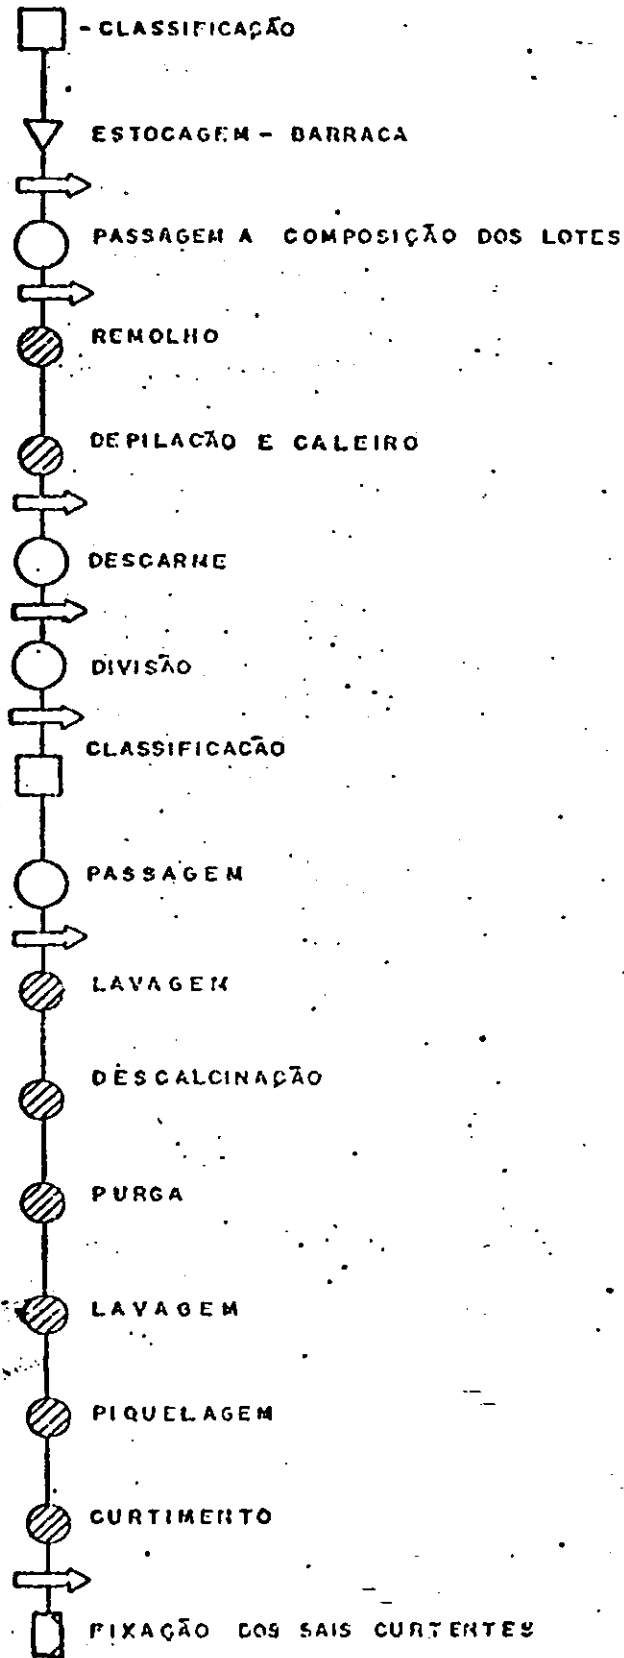 - CLASSIFICAÇÃO
ESTOCAGEM - BARRACA
PASSAGEM A COMPOSIÇÃO DOS LOTES
REMOLHO
DEPILACÃO E CALEIRO
DESCARNE
DIVISÃO
CLASSIFICACÃO
PASSAGEM
LAVAGEM
DESCALCINAÇÃO
PURGA
LAVAGEM
PIQUELAGEM
CURTIMENTO
FIXAÇÃO DOS SAIS CURTENTES